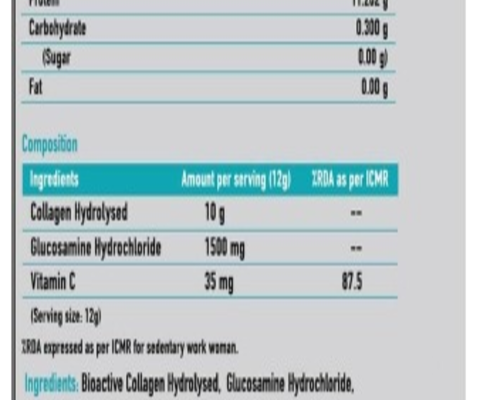 Protein 11.202 g
Carbohydrate 0.300 g
(Sugar 0.00 g)
Fat 0.00 g
Composition
Ingredients Amount per serving (12g) %RDA as per ICMR
Collagen Hydrolysed 10 g --
Glucosamine Hydrochloride 1500 mg --
Vitamin C 35 mg 87.5
(Serving size: 12g)
%RDA expressed as per ICMR for sedentary work woman.
Ingredients: Bioactive Collagen Hydrolysed, Glucosamine Hydrochloride,